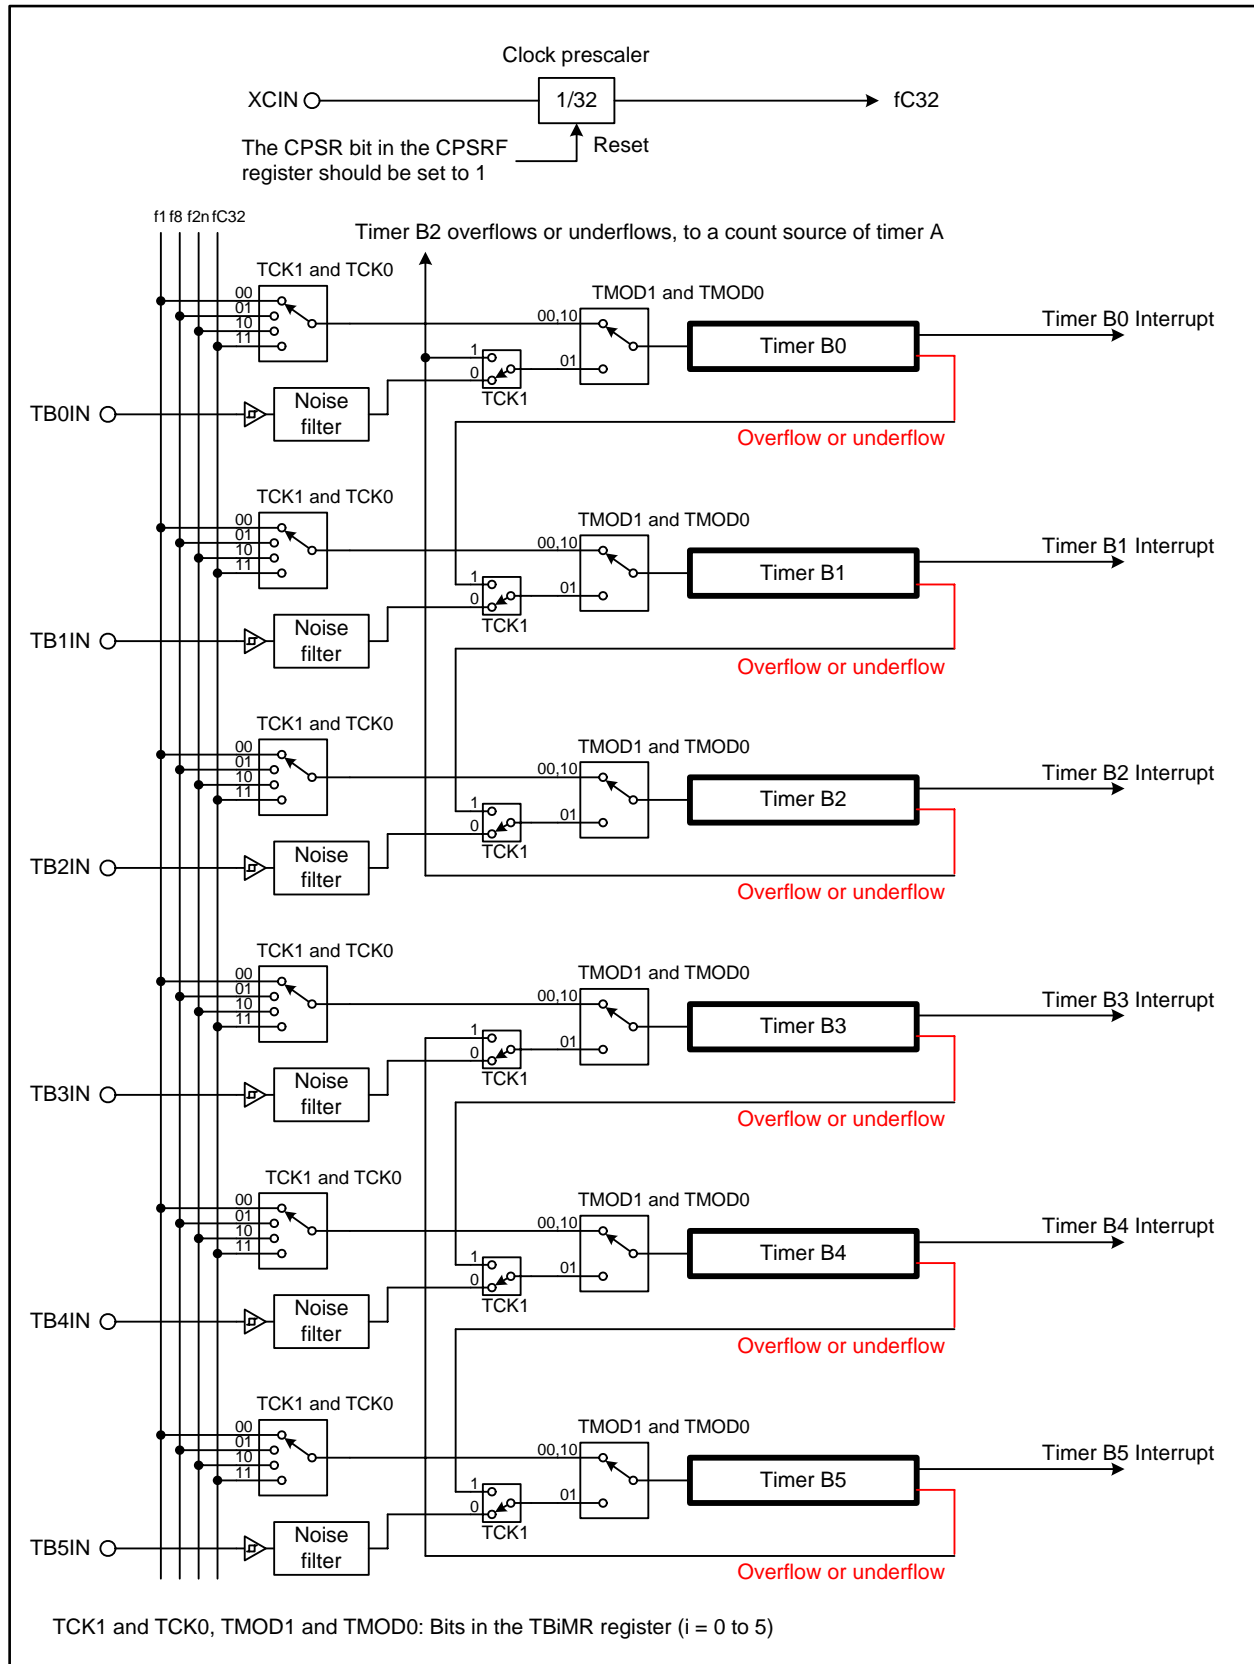 Clock prescaler
XCIN
1/32
fC32
The CPSR bit in the CPSRF
register should be set to 1
Reset
f1 f8 f2n fC32
Timer B2 overflows or underflows, to a count source of timer A
TCK1 and TCK0
00
01
10
11
TMOD1 and TMOD0
00,10
01
1
0
TCK1
Timer B0
Timer B0 Interrupt
TB0IN
Noise
filter
Overflow or underflow
TCK1 and TCK0
00
01
10
11
TMOD1 and TMOD0
00,10
01
1
0
TCK1
Timer B1
Timer B1 Interrupt
TB1IN
Noise
filter
Overflow or underflow
TCK1 and TCK0
00
01
10
11
TMOD1 and TMOD0
00,10
01
1
0
TCK1
Timer B2
Timer B2 Interrupt
TB2IN
Noise
filter
Overflow or underflow
TCK1 and TCK0
00
01
10
11
TMOD1 and TMOD0
00,10
01
1
0
TCK1
Timer B3
Timer B3 Interrupt
TB3IN
Noise
filter
Overflow or underflow
TCK1 and TCK0
00
01
10
11
TMOD1 and TMOD0
00,10
01
1
0
TCK1
Timer B4
Timer B4 Interrupt
TB4IN
Noise
filter
Overflow or underflow
TCK1 and TCK0
00
01
10
11
TMOD1 and TMOD0
00,10
01
1
0
TCK1
Timer B5
Timer B5 Interrupt
TB5IN
Noise
filter
Overflow or underflow
TCK1 and TCK0, TMOD1 and TMOD0: Bits in the TBiMR register (i = 0 to 5)